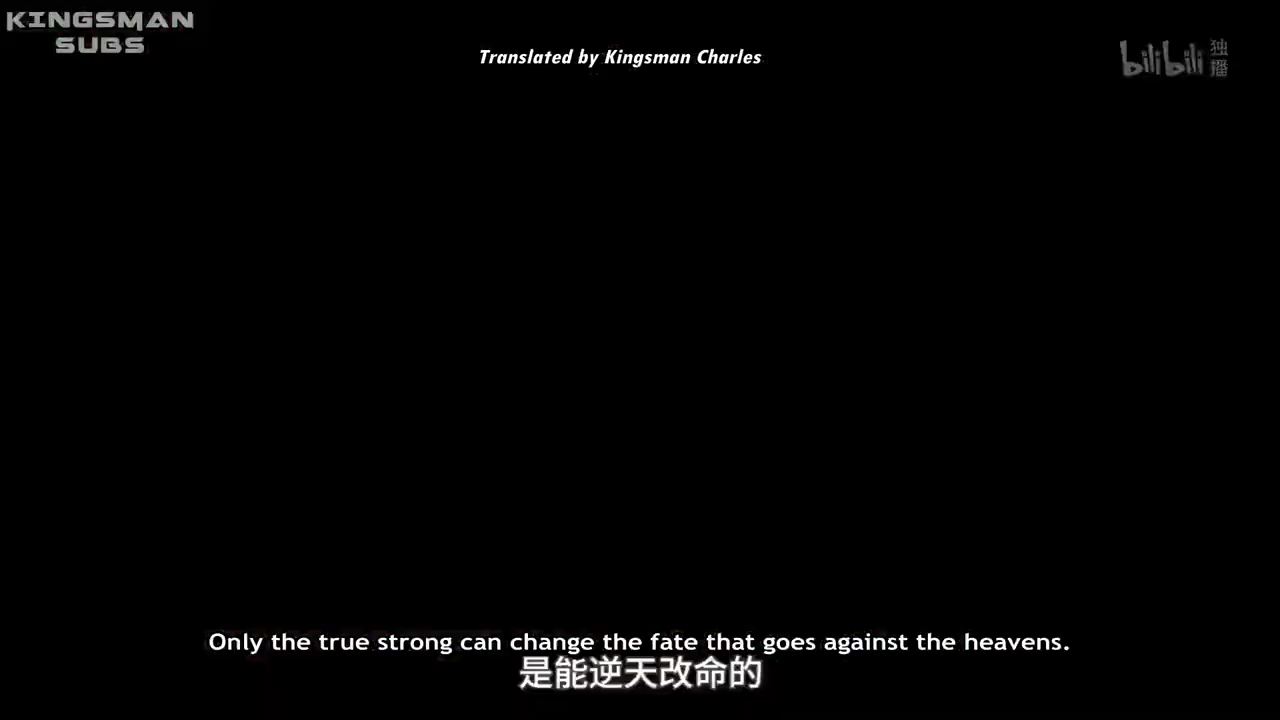 KINGSMAN
SUBS
Translated by Kingsman Charles
bilibili 独播
Only the true strong can change the fate that goes against the heavens.
是能逆天改命的